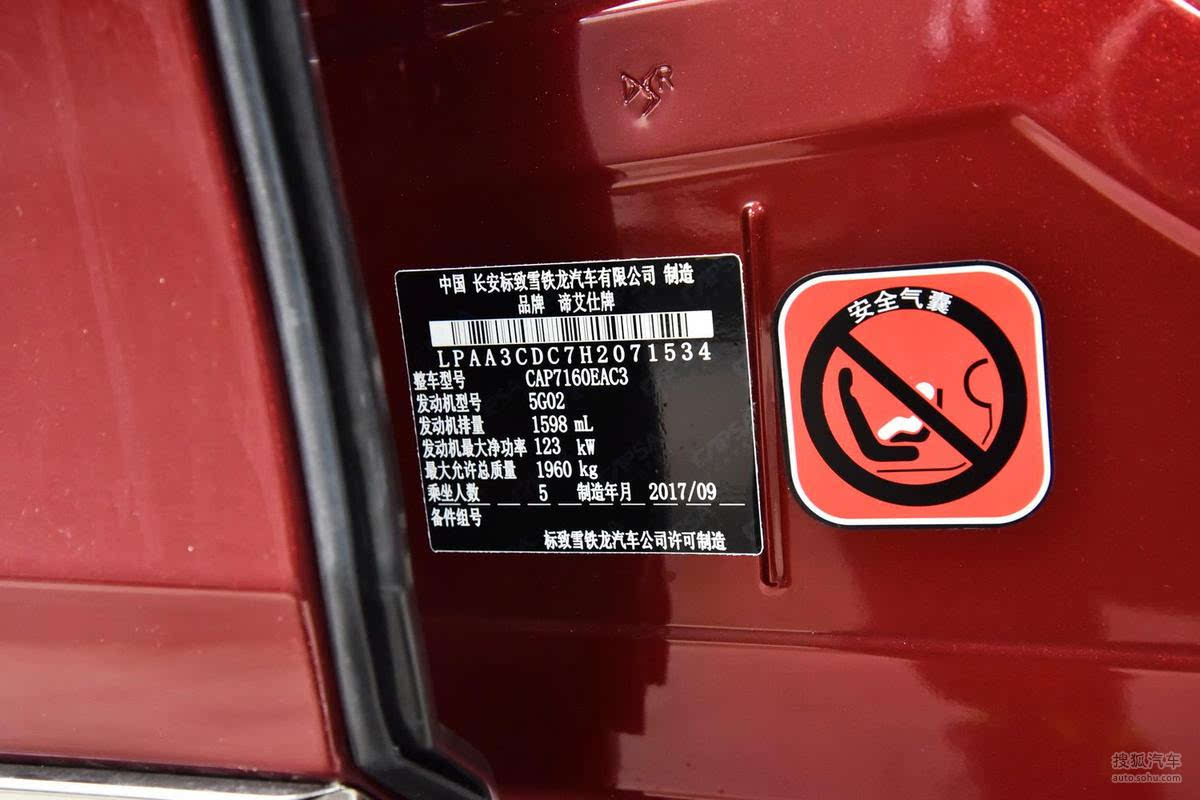 中国 长安标致雪铁龙汽车有限公司 制造
品牌 谛艾仕牌
LPAA3CDC7H2071534
整车型号 CAP7160EAC3
发动机型号 5G02
发动机排量 1598 mL
发动机最大净功率 123 kW
最大允许总质量 1960 kg
乘坐人数 5 制造年月 2017/09
备件组号
标致雪铁龙汽车公司许可制造
安全气囊
搜狐汽车
auto.sohu.com